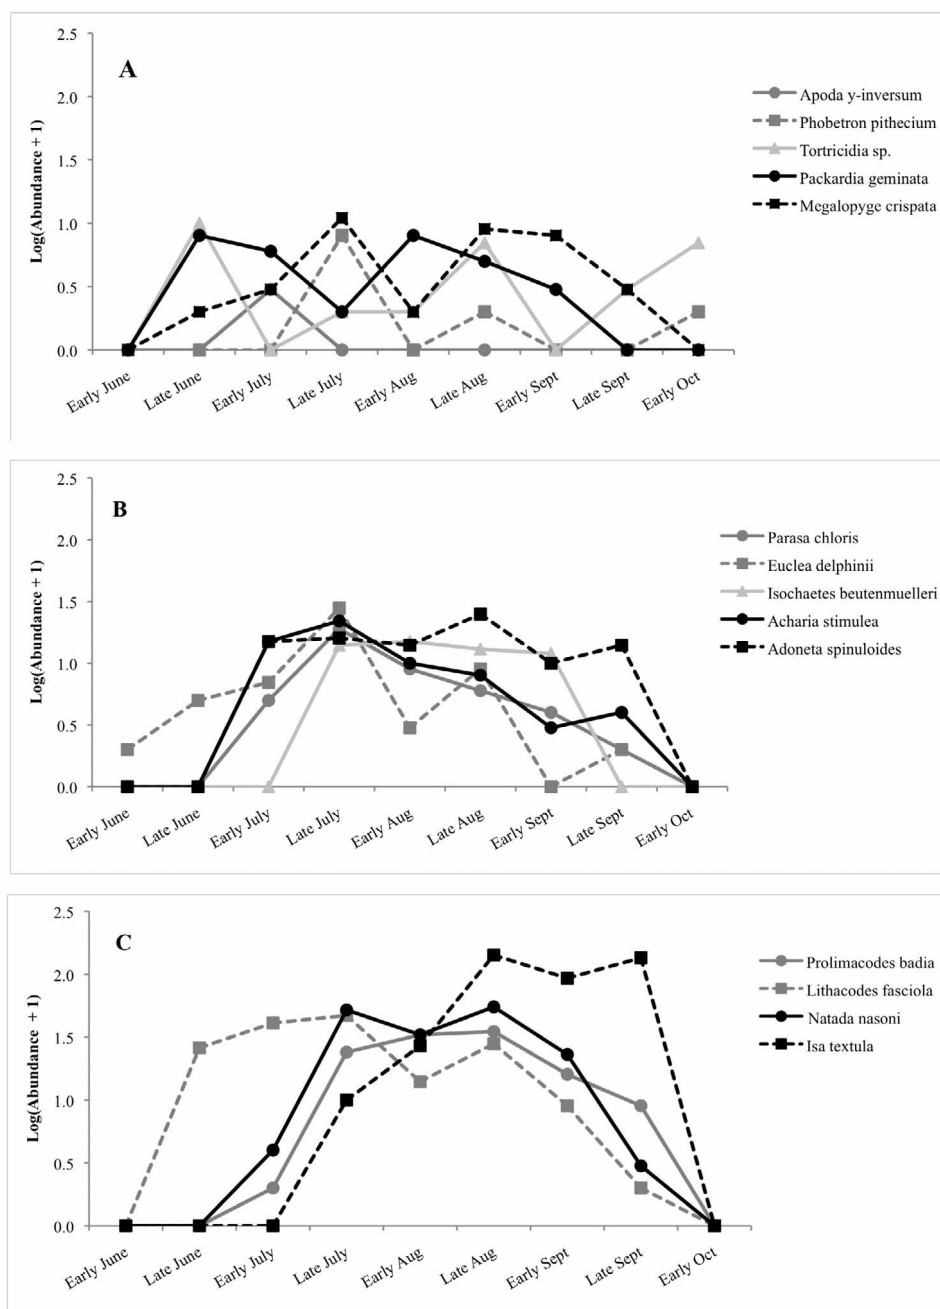 A
2.5
2.0
1.5
1.0
0.5
0.0
Log(Abundance + 1)
Early June
Late June
Early July
Late July
Early Aug
Late Aug
Early Sept
Late Sept
Early Oct
Apoda y-inversum
Phobetron pithecium
Tortricidia sp.
Packardia geminata
Megalopyge crispata
B
2.5
2.0
1.5
1.0
0.5
0.0
Log(Abundance + 1)
Early June
Late June
Early July
Late July
Early Aug
Late Aug
Early Sept
Late Sept
Early Oct
Parasa chloris
Euclea delphinii
Isochaetes beutenmuelleri
Acharia stimulea
Adoneta spinuloides
C
2.5
2.0
1.5
1.0
0.5
0.0
Log(Abundance + 1)
Early June
Late June
Early July
Late July
Early Aug
Late Aug
Early Sept
Late Sept
Early Oct
Prolimacodes badia
Lithacodes fasciola
Natada nasoni
Isa textula